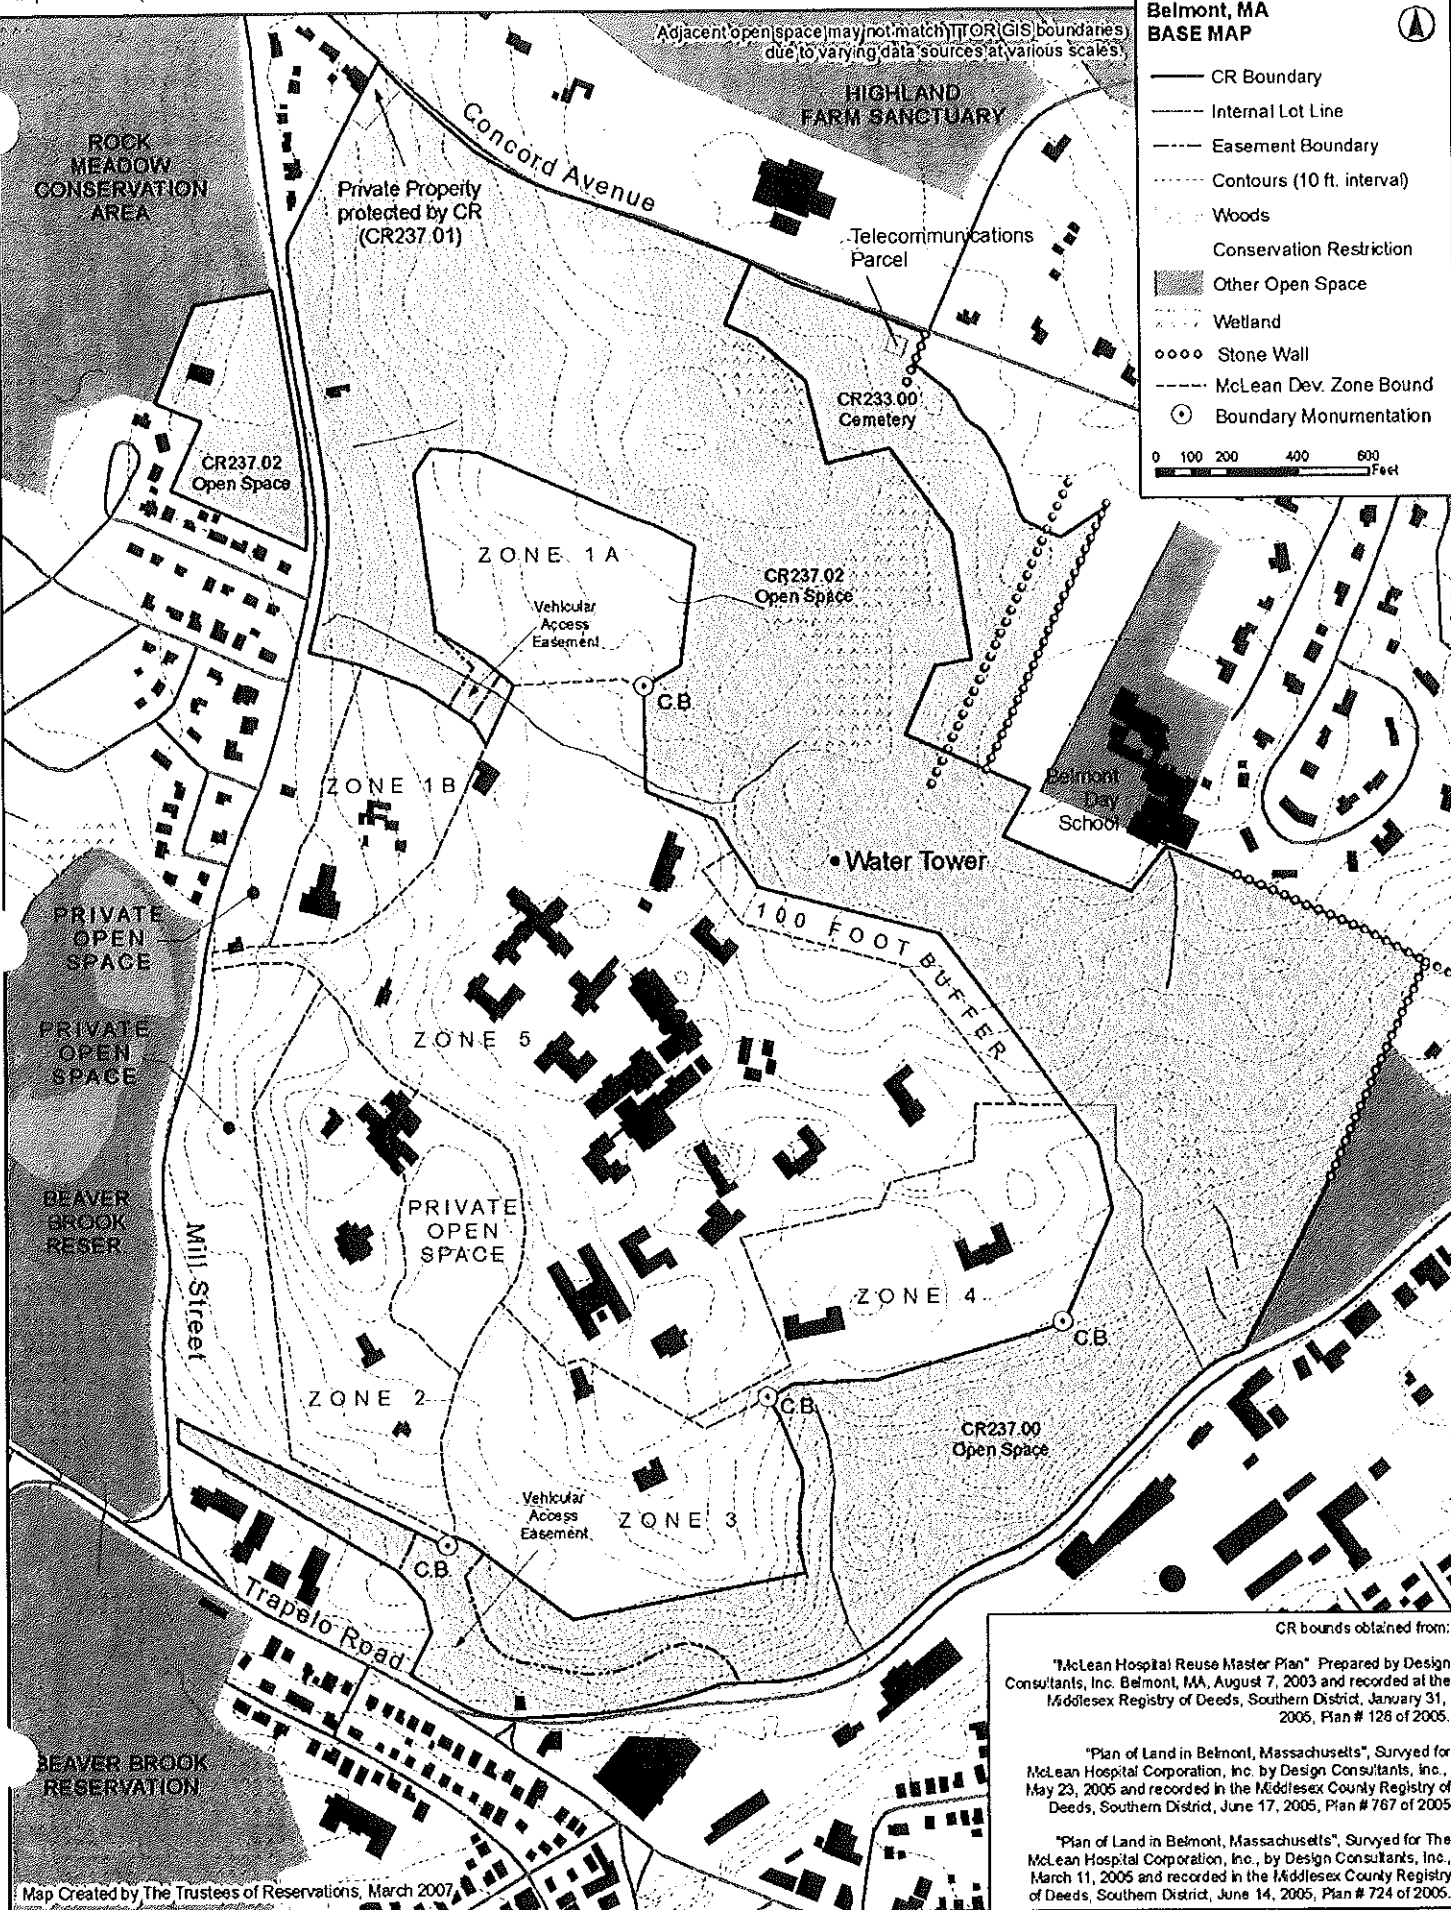 Belmont, MA
BASE MAP
CR Boundary
Internal Lot Line
Easement Boundary
Contours (10 ft. interval)
Woods
Conservation Restriction
Other Open Space
Wetland
Stone Wall
McLean Dev. Zone Bound
Boundary Monumentation
0 100 200 400 600
Feet
Adjacent open space may not match TTOR GIS boundaries
due to varying data sources at various scales
HIGHLAND
FARM SANCTUARY
ROCK
MEADOW
CONSERVATION
AREA
Concord Avenue
Private Property
protected by CR
(CR237.01)
Telecommunications
Parcel
CR233.00
Cemetery
CR237.02
Open Space
ZONE 1A
CR237.02
Open Space
Vehicular
Access
Easement
C.B.
ZONE 1B
Belmont
Day
School
Water Tower
PRIVATE
OPEN
SPACE
100 FOOT BUFFER
PRIVATE
OPEN
SPACE
ZONE 5
BEAVER
BROOK
RESER
PRIVATE
OPEN
SPACE
Mill Street
ZONE 4
C.B.
ZONE 2
C.B.
CR237.00
Open Space
Vehicular
Access
Easement
ZONE 3
C.B.
Trapelo Road
BEAVER BROOK
RESERVATION
Map Created by The Trustees of Reservations, March 2007
CR bounds obtained from:
"McLean Hospital Reuse Master Plan" Prepared by Design
Consultants, Inc. Belmont, MA, August 7, 2003 and recorded at the
Middlesex Registry of Deeds, Southern District, January 31,
2005, Plan # 128 of 2005.
"Plan of Land in Belmont, Massachusetts", Survyed for
McLean Hospital Corporation, Inc. by Design Consultants, Inc.,
May 23, 2005 and recorded in the Middlesex County Registry of
Deeds, Southern District, June 17, 2005, Plan # 767 of 2005
"Plan of Land in Belmont, Massachusetts", Survyed for The
McLean Hospital Corporation, Inc., by Design Consultants, Inc.,
March 11, 2005 and recorded in the Middlesex County Registry
of Deeds, Southern District, June 14, 2005, Plan # 724 of 2005.